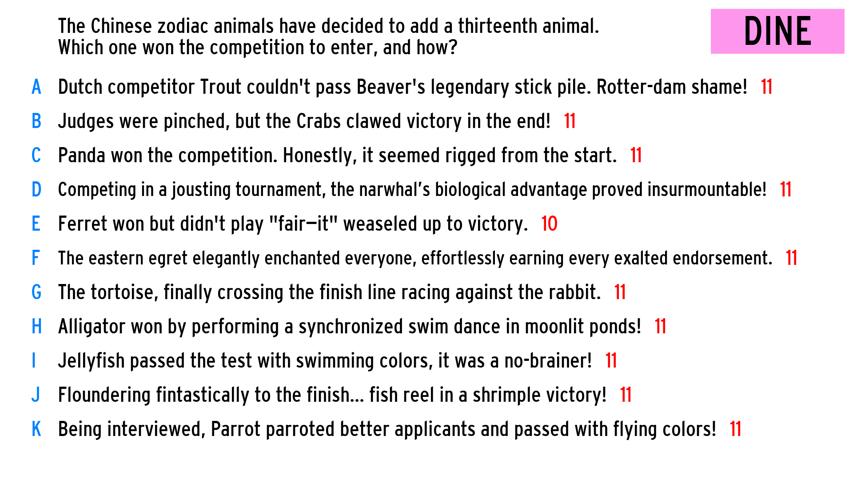 The Chinese zodiac animals have decided to add a thirteenth animal.
Which one won the competition to enter, and how?
DINE
A Dutch competitor Trout couldn't pass Beaver's legendary stick pile. Rotter-dam shame! 11
B Judges were pinched, but the Crabs clawed victory in the end! 11
C Panda won the competition. Honestly, it seemed rigged from the start. 11
D Competing in a jousting tournament, the narwhal’s biological advantage proved insurmountable! 11
E Ferret won but didn't play "fair—it" weaseled up to victory. 10
F The eastern egret elegantly enchanted everyone, effortlessly earning every exalted endorsement. 11
G The tortoise, finally crossing the finish line racing against the rabbit. 11
H Alligator won by performing a synchronized swim dance in moonlit ponds! 11
I Jellyfish passed the test with swimming colors, it was a no-brainer! 11
J Floundering fintastically to the finish... fish reel in a shrimple victory! 11
K Being interviewed, Parrot parroted better applicants and passed with flying colors! 11